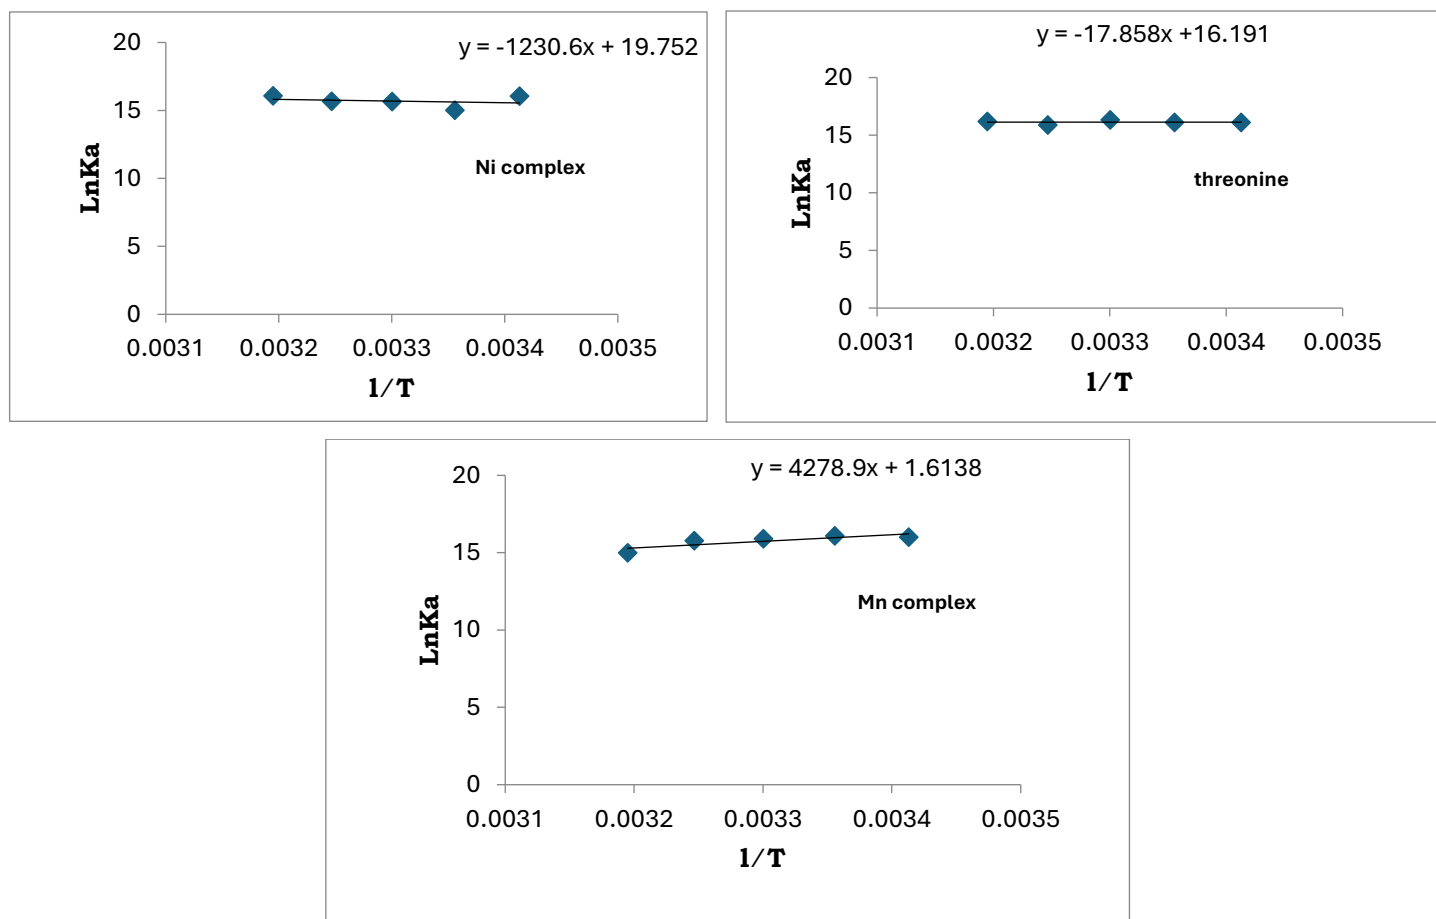 y = -1230.6x + 19.752
20
15
10
5
0
LnKa
Ni complex
0.0031 0.0032 0.0033 0.0034 0.0035
1/T
y = -17.858x +16.191
20
15
10
5
0
LnKa
threonine
0.0031 0.0032 0.0033 0.0034 0.0035
1/T
y = 4278.9x + 1.6138
20
15
10
5
0
LnKa
Mn complex
0.0031 0.0032 0.0033 0.0034 0.0035
1/T